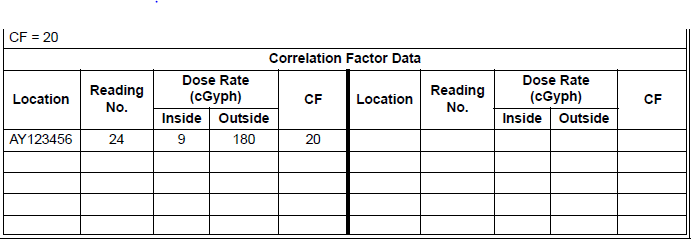 CF = 20
Correlation Factor Data
Location Reading No. Dose Rate (cGyph) CF Location Reading No. Dose Rate (cGyph) CF
Inside Outside Inside Outside
AY123456 24 9 180 20